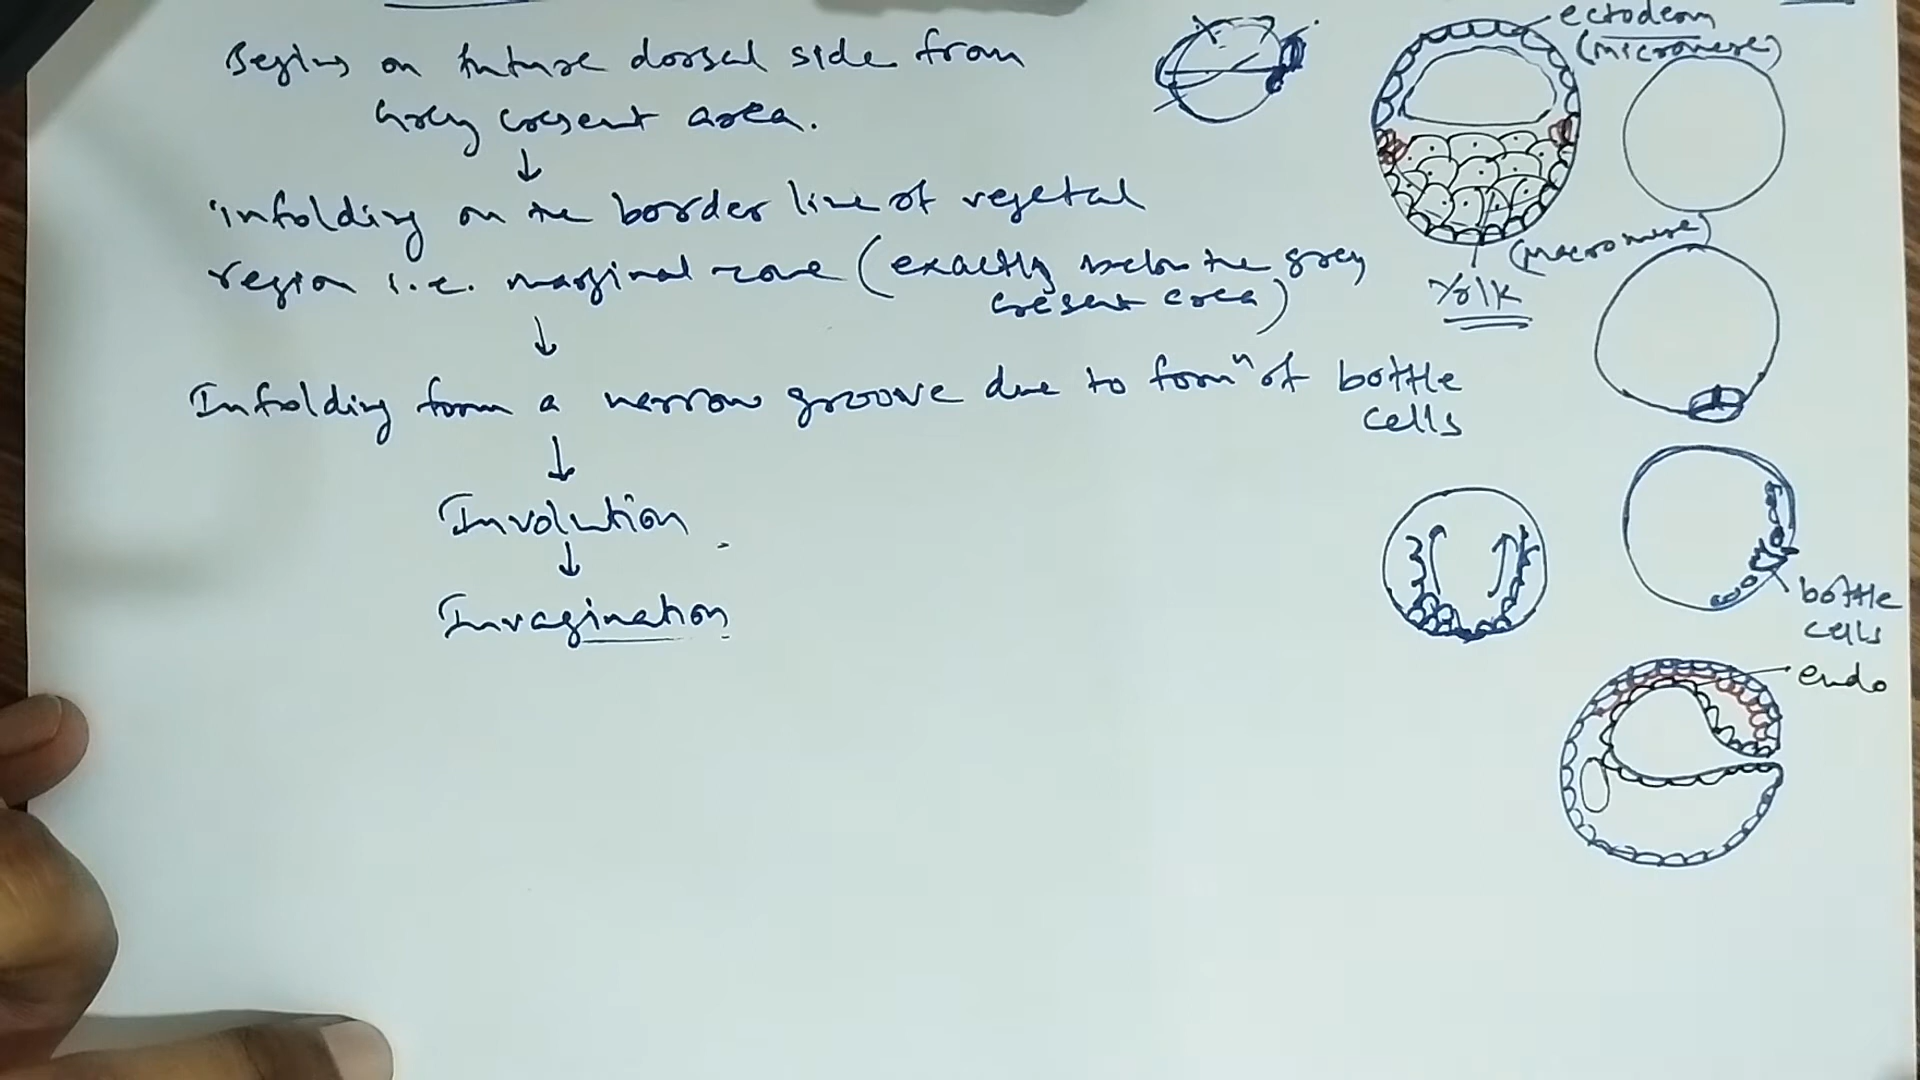 Begins on future dorsal side from
Grey cresent area.
↓
infolding on the border line of vegetal
region i.e. marginal zone (exactly below the grey
cresent area)
↓
Infolding form a narrow groove due to formⁿ of bottle
cells
↓
Involution
↓
Invagination
ectoderm
(micromere)
(macromere)
Yolk
bottle
cells
endo